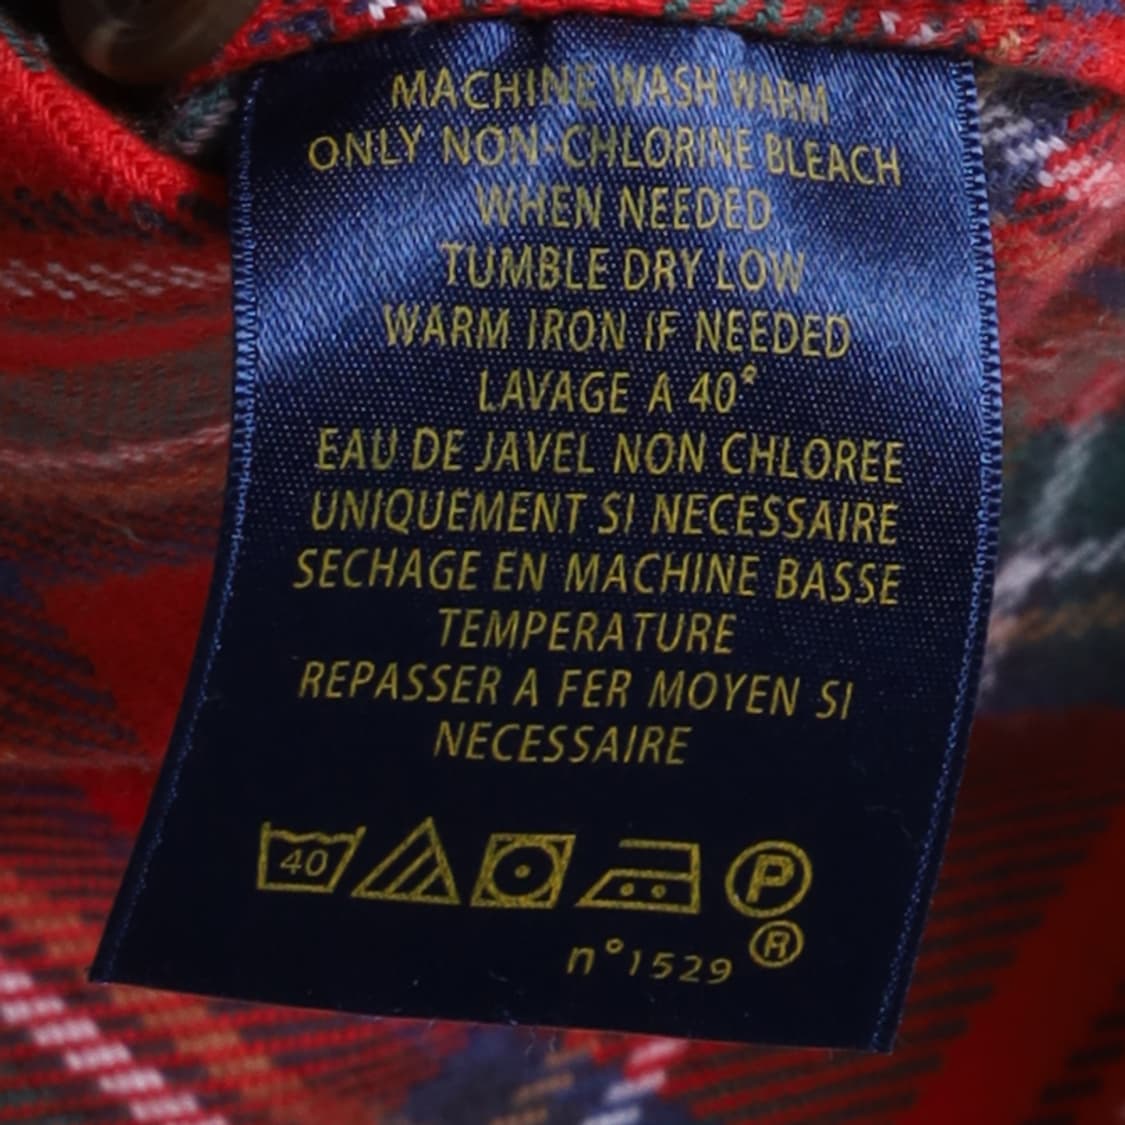 MACHINE WASH WARM
ONLY NON-CHLORINE BLEACH
WHEN NEEDED
TUMBLE DRY LOW
WARM IRON IF NEEDED
LAVAGE A 40°
EAU DE JAVEL NON CHLOREE
UNIQUEMENT SI NECESSAIRE
SECHAGE EN MACHINE BASSE
TEMPERATURE
REPASSER A FER MOYEN SI
NECESSAIRE
40 P
n°1529 ®